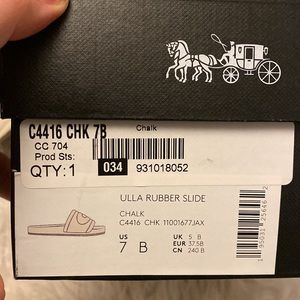 C4416 CHK 7B
Chalk
CC 704
Prod Sts:
QTY:1
034
931018052
ULLA RUBBER SLIDE
CHALK
C4416 CHK 11001677JAX
US
7 B
UK 5 B
EUR 37.5B
CN 240 B